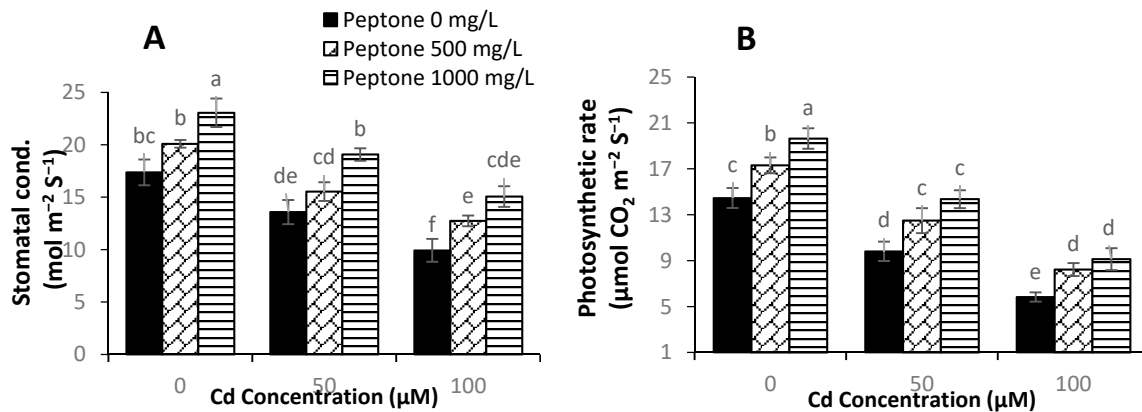 A
Peptone 0 mg/L
Peptone 500 mg/L
Peptone 1000 mg/L
Stomatal cond.
(mol m⁻² S⁻¹)
25
20
15
10
5
0
bc
b
a
de
cd
b
f
e
cde
0
50
100
Cd Concentration (µM)
B
Photosynthetic rate
(µmol CO₂ m⁻² S⁻¹)
25
21
17
13
9
5
1
c
b
a
d
c
c
e
d
d
0
50
100
Cd Concentration (µM)